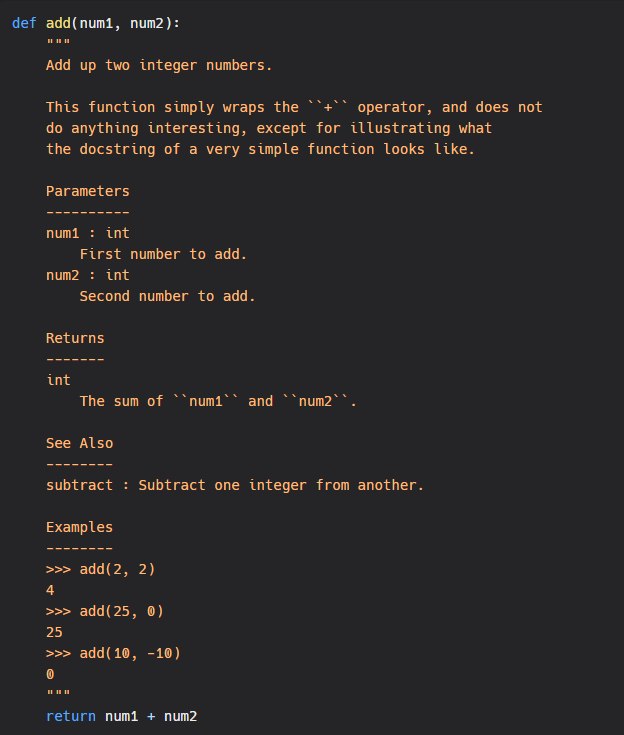 def add(num1, num2):
    """
    Add up two integer numbers.

    This function simply wraps the ``+`` operator, and does not
    do anything interesting, except for illustrating what
    the docstring of a very simple function looks like.

    Parameters
    ----------
    num1 : int
        First number to add.
    num2 : int
        Second number to add.

    Returns
    -------
    int
        The sum of ``num1`` and ``num2``.

    See Also
    --------
    subtract : Subtract one integer from another.

    Examples
    --------
    >>> add(2, 2)
    4
    >>> add(25, 0)
    25
    >>> add(10, -10)
    0
    """
    return num1 + num2